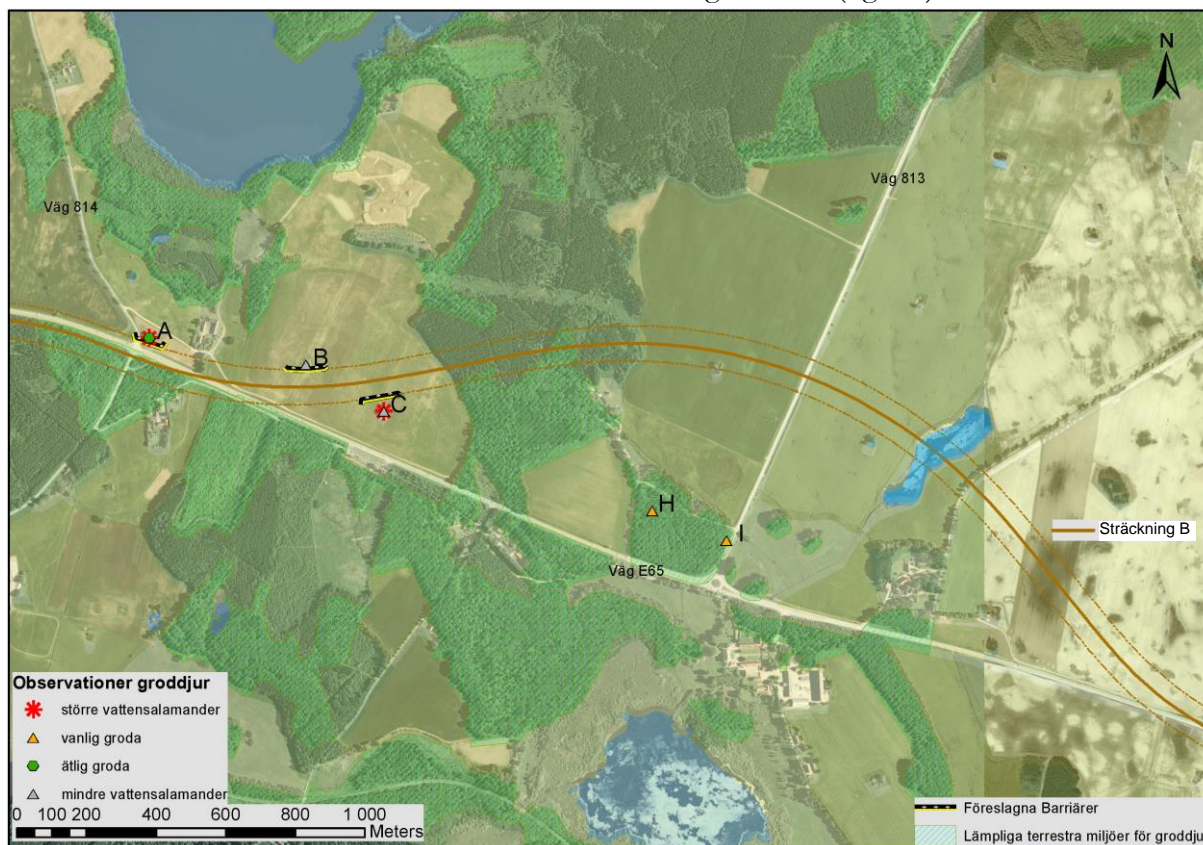 N
Väg 813
Väg 814
A
B
C
H
I
Sträckning B
Väg E65
Observationer groddjur
större vattensalamander
vanlig groda
ätlig groda
mindre vattensalamander
0 100 200 400 600 800 1 000
Meters
Föreslagna Barriärer
Lämpliga terrestra miljöer för groddju